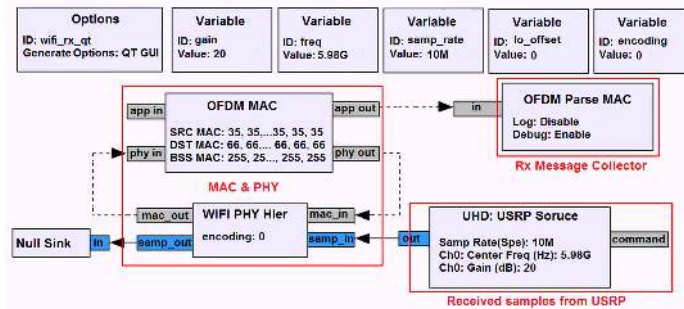 Options
ID: wifi_rx_qt
Generate Options: QT GUI
Variable
ID: gain
Value: 20
Variable
ID: freq
Value: 5.98G
Variable
ID: samp_rate
Value: 10M
Variable
ID: lo_offset
Value: 0
Variable
ID: encoding
Value: 0
app in
OFDM MAC
app out
SRC MAC: 35, 35,...35, 35, 35
DST MAC: 66, 66,... 66, 66, 66
BSS MAC: 255, 25..., 255, 255
phy in
phy out
MAC & PHY
in
OFDM Parse MAC
Log: Disable
Debug: Enable
Rx Message Collector
mac_out
WIFI PHY Hier
mac_in
encoding: 0
samp_out
samp_in
Null Sink
in
out
UHD: USRP Soruce
Samp Rate(Sps): 10M
Ch0: Center Freq (Hz): 5.98G
Ch0: Gain (dB): 20
command
Received samples from USRP